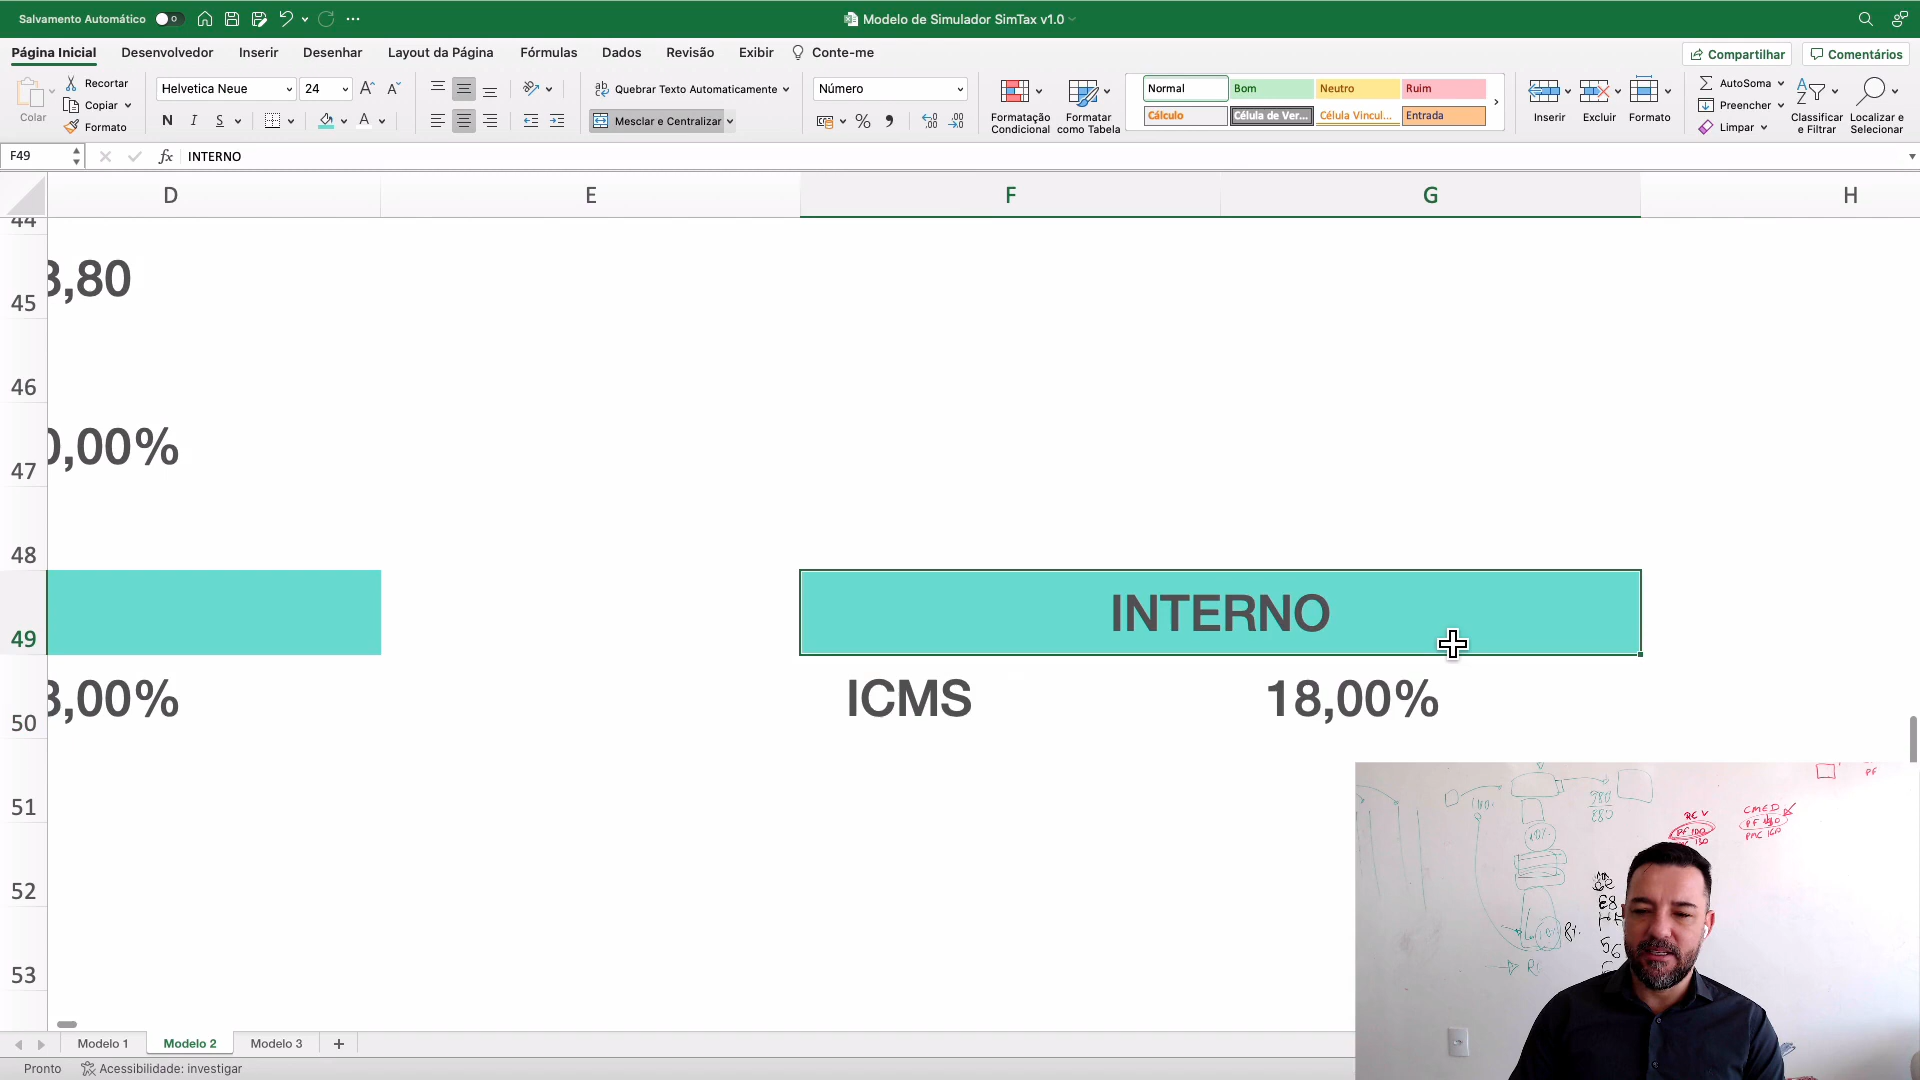 Salvamento Automático
Modelo de Simulador SimTax v1.0
Página Inicial Desenvolvedor Inserir Desenhar Layout da Página Fórmulas Dados Revisão Exibir Conte-me
Compartilhar Comentários
Colar
Recortar
Copiar
Formato
Helvetica Neue 24
N I S
Quebrar Texto Automaticamente
Mesclar e Centralizar
Número
Formatação Condicional
Formatar como Tabela
Normal Bom Neutro Ruim
Cálculo Célula de Ver... Célula Vincul... Entrada
Inserir Excluir Formato
AutoSoma
Preencher
Limpar
Classificar e Filtrar
Localizar e Selecionar
F49 fx INTERNO
D E F G H
44
45 3,80
46
47 0,00%
48
49 INTERNO
50 3,00% ICMS 18,00%
51
52
53
CMED
PF 100
Modelo 1 Modelo 2 Modelo 3 +
Pronto Acessibilidade: investigar